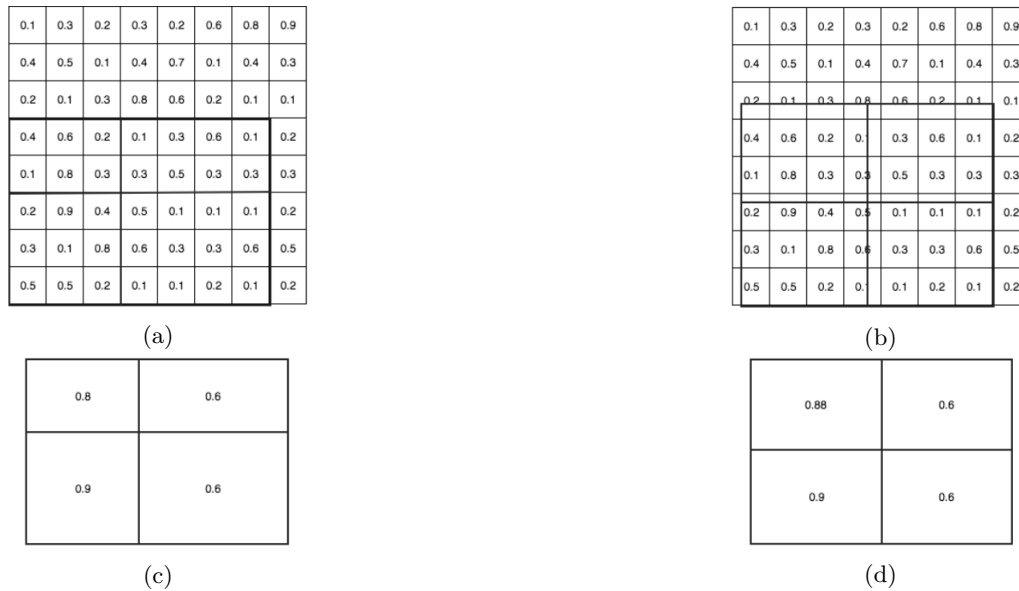 0.1 0.3 0.2 0.3 0.2 0.6 0.8 0.9
0.4 0.5 0.1 0.4 0.7 0.1 0.4 0.3
0.2 0.1 0.3 0.8 0.6 0.2 0.1 0.1
0.4 0.6 0.2 0.1 0.3 0.6 0.1 0.2
0.1 0.8 0.3 0.3 0.5 0.3 0.3 0.3
0.2 0.9 0.4 0.5 0.1 0.1 0.1 0.2
0.3 0.1 0.8 0.6 0.3 0.3 0.6 0.5
0.5 0.5 0.2 0.1 0.1 0.2 0.1 0.2
(a)
0.1 0.3 0.2 0.3 0.2 0.6 0.8 0.9
0.4 0.5 0.1 0.4 0.7 0.1 0.4 0.3
0.2 0.1 0.3 0.8 0.6 0.2 0.1 0.1
0.4 0.6 0.2 0.1 0.3 0.6 0.1 0.2
0.1 0.8 0.3 0.3 0.5 0.3 0.3 0.3
0.2 0.9 0.4 0.5 0.1 0.1 0.1 0.2
0.3 0.1 0.8 0.6 0.3 0.3 0.6 0.5
0.5 0.5 0.2 0.1 0.1 0.2 0.1 0.2
(b)
0.8 0.6
0.9 0.6
(c)
0.88 0.6
0.9 0.6
(d)